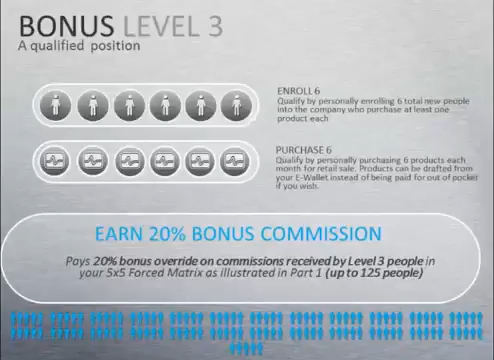 BONUS LEVEL 3
A qualified position
ENROLL 6
Qualify by personally enrolling 6 total new people
into the company who purchase at least one
product each
PURCHASE 6
Qualify by personally purchasing 6 products each
month for retail sale. Products can be drafted from
your E-Wallet instead of being paid for out of pocket
if you wish.
EARN 20% BONUS COMMISSION
Pays 20% bonus override on commissions received by Level 3 people in
your 5x5 Forced Matrix as illustrated in Part 1 (up to 125 people)